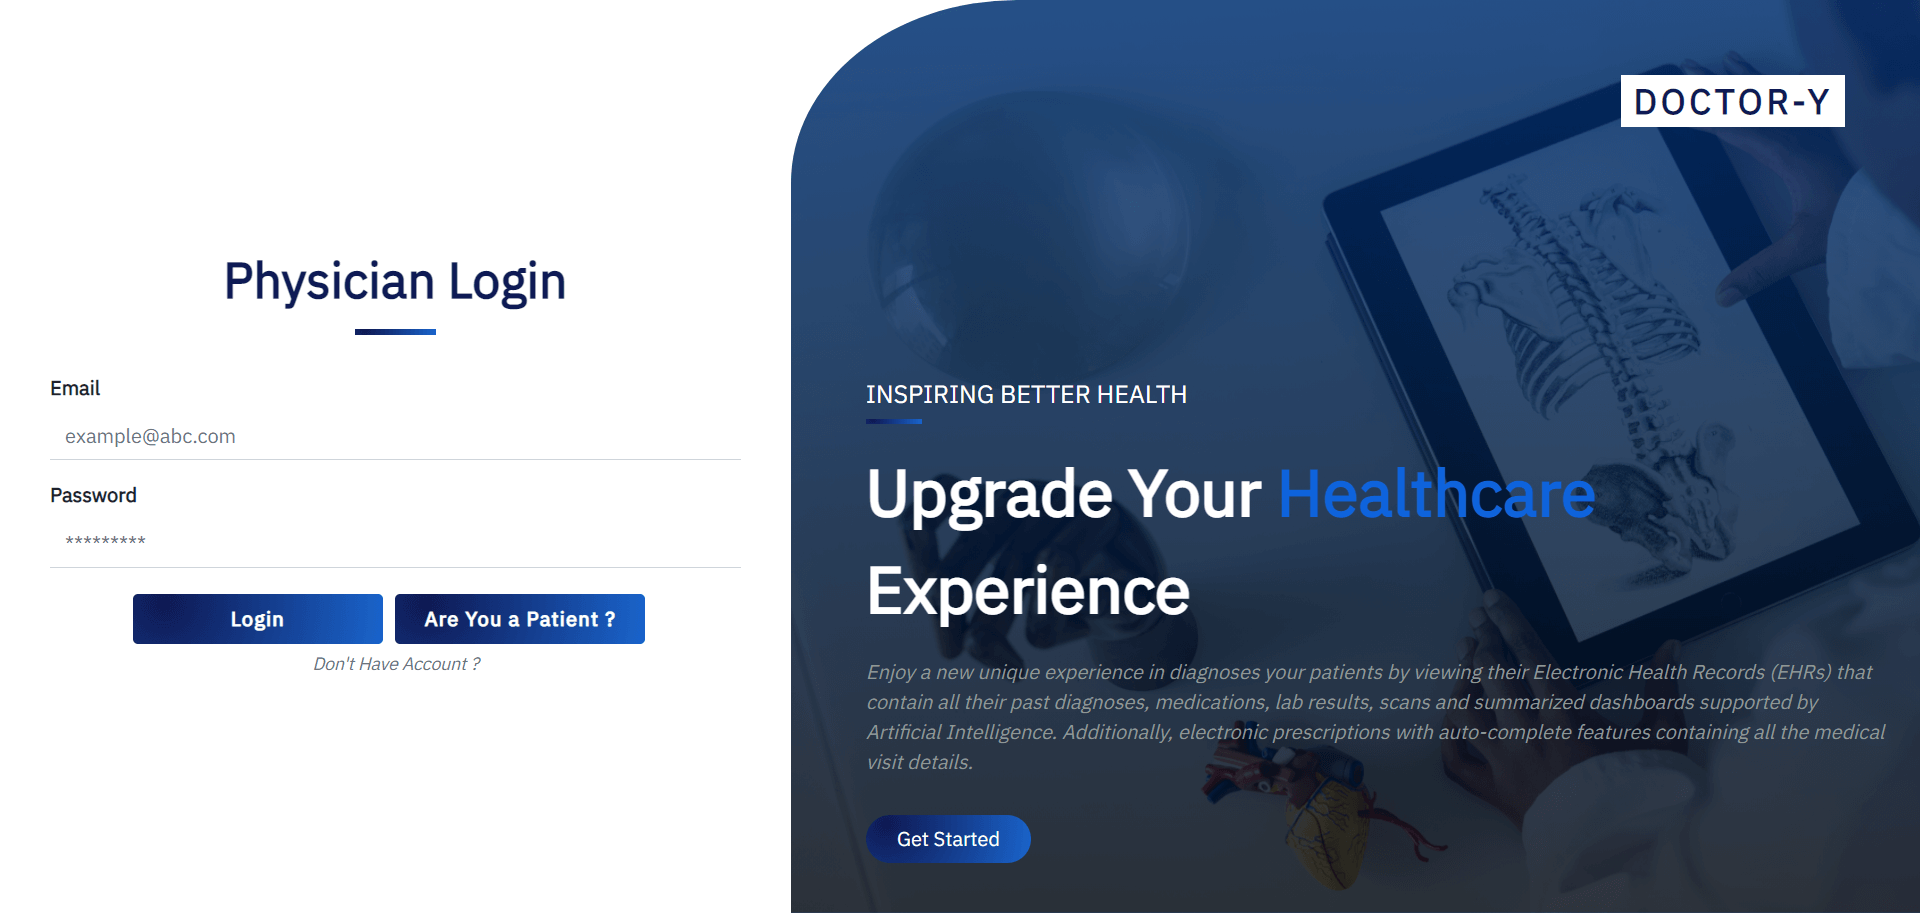 Physician Login
Email
example@abc.com
Password
*********
Login
Are You a Patient ?
Don't Have Account ?
DOCTOR-Y
INSPIRING BETTER HEALTH
Upgrade Your Healthcare
Experience
Enjoy a new unique experience in diagnoses your patients by viewing their Electronic Health Records (EHRs) that
contain all their past diagnoses, medications, lab results, scans and summarized dashboards supported by
Artificial Intelligence. Additionally, electronic prescriptions with auto-complete features containing all the medical
visit details.
Get Started